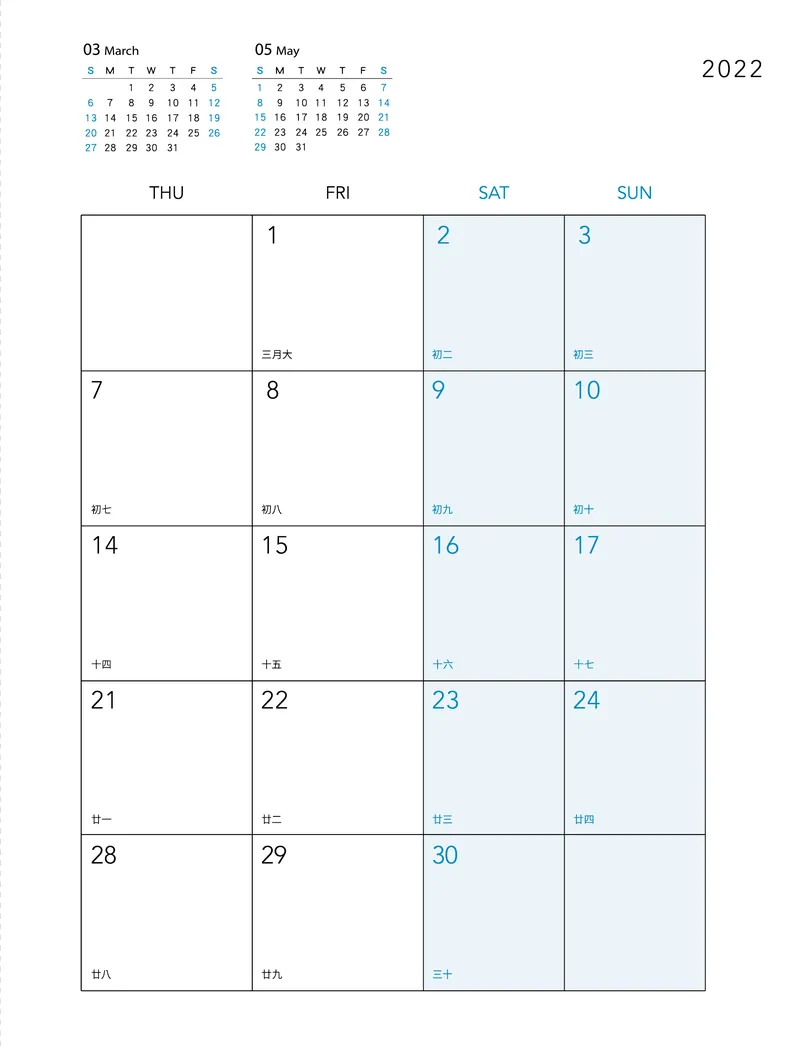 03 March
S M T W T F S
1 2 3 4 5
6 7 8 9 10 11 12
13 14 15 16 17 18 19
20 21 22 23 24 25 26
27 28 29 30 31
05 May
S M T W T F S
1 2 3 4 5 6 7
8 9 10 11 12 13 14
15 16 17 18 19 20 21
22 23 24 25 26 27 28
29 30 31
2022
THU FRI SAT SUN
1 2 3
三月大 初二 初三
7 8 9 10
初七 初八 初九 初十
14 15 16 17
十四 十五 十六 十七
21 22 23 24
廿一 廿二 廿三 廿四
28 29 30
廿八 廿九 三十